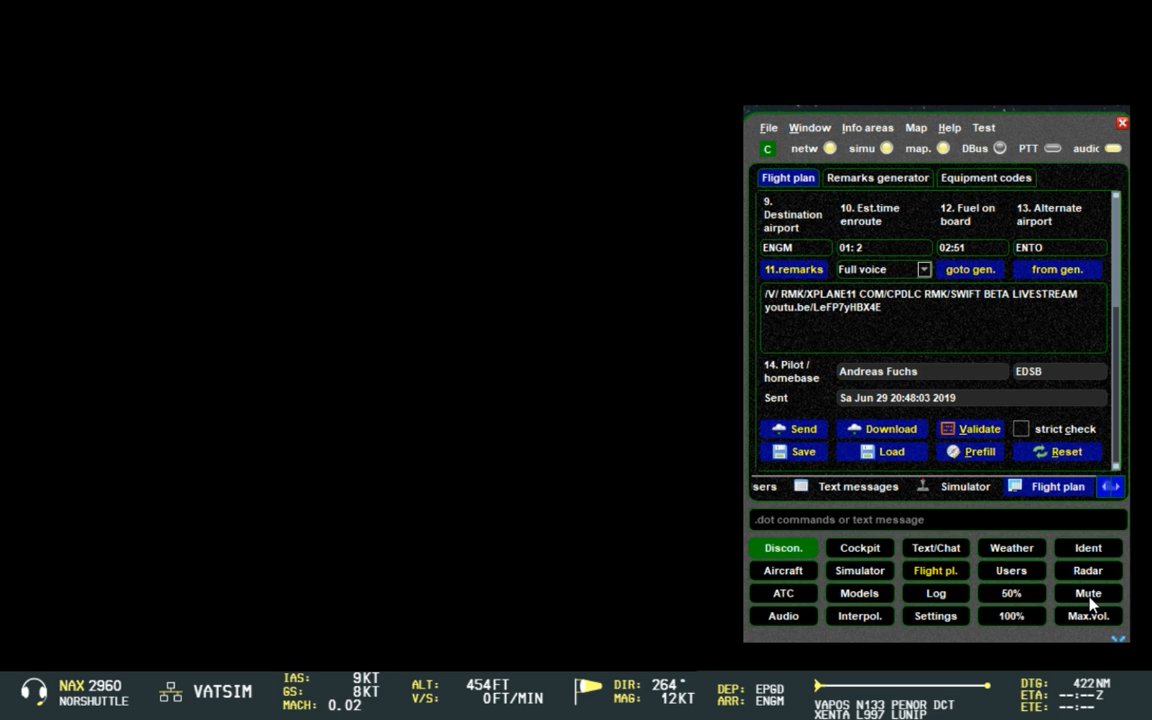 File Window Info areas Map Help Test
C netw simu map. DBus PTT audic
Flight plan Remarks generator Equipment codes
9. Destination airport 10. Est.time enroute 12. Fuel on board 13. Alternate airport
ENGM 01: 2 02:51 ENTO
11.remarks Full voice goto gen. from gen.
/V/ RMK/XPLANE11 COM/CPDLC RMK/SWIFT BETA LIVESTREAM
youtu.be/LeFP7yHBX4E
14. Pilot / homebase Andreas Fuchs EDSB
Sent Sa Jun 29 20:48:03 2019
Send Download Validate strict check
Save Load Prefill Reset
sers Text messages Simulator Flight plan
.dot commands or text message
Discon. Cockpit Text/Chat Weather Ident
Aircraft Simulator Flight pl. Users Radar
ATC Models Log 50% Mute
Audio Interpol. Settings 100% Max.vol.
NAX 2960
NORSHUTTLE
VATSIM
IAS: 9KT
GS: 8KT
MACH: 0.02
ALT: 454FT
V/S: 0FT/MIN
DIR: 264°
MAG: 12KT
DEP: EPGD
ARR: ENGM
VAPOS N133 PENOR DCT
XENTA L997 LUNIP
DTG: 422NM
ETA: --:--Z
ETE: --:--